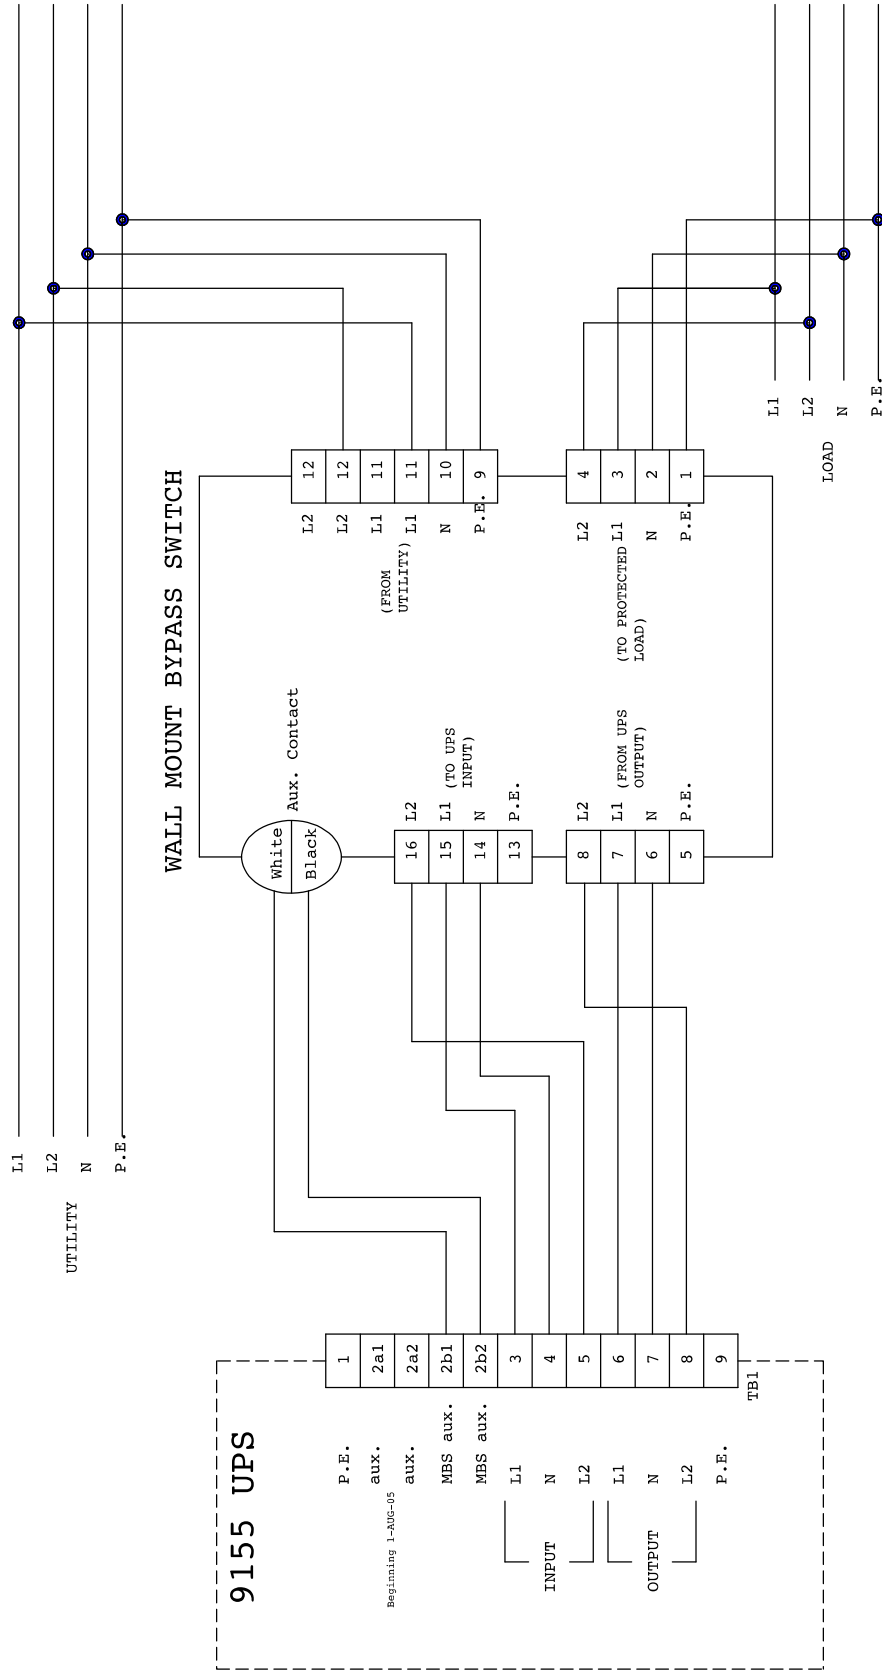 UTILITY
L1
L2
N
P.E.
WALL MOUNT BYPASS SWITCH
White
Black
Aux. Contact
12
12
11
11
10
9
L2
L2
L1
L1
N
P.E.
(FROM
UTILITY)
4
3
2
1
L2
L1
N
P.E.
(TO PROTECTED
LOAD)
16
15
14
13
L2
L1
N
P.E.
(TO UPS
INPUT)
8
7
6
5
L2
L1
N
P.E.
(FROM UPS
OUTPUT)
L1
L2
N
P.E.
LOAD
9155 UPS
1
2a1
2a2
2b1
2b2
3
4
5
6
7
8
9
TB1
P.E.
aux.
aux.
MBS aux.
MBS aux.
L1
N
L2
L1
N
L2
P.E.
Beginning 1-AUG-05
INPUT
OUTPUT